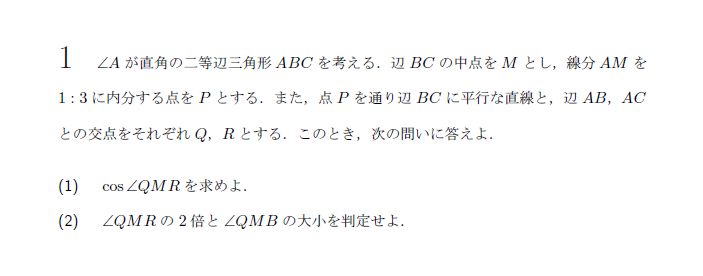 1 ∠A が直角の二等辺三角形 ABC を考える．辺 BC の中点を M とし，線分 AM を
1 : 3 に内分する点を P とする．また，点 P を通り辺 BC に平行な直線と，辺 AB，AC
との交点をそれぞれ Q，R とする．このとき，次の問いに答えよ．
(1) cos∠QMR を求めよ．
(2) ∠QMR の 2 倍と ∠QMB の大小を判定せよ．